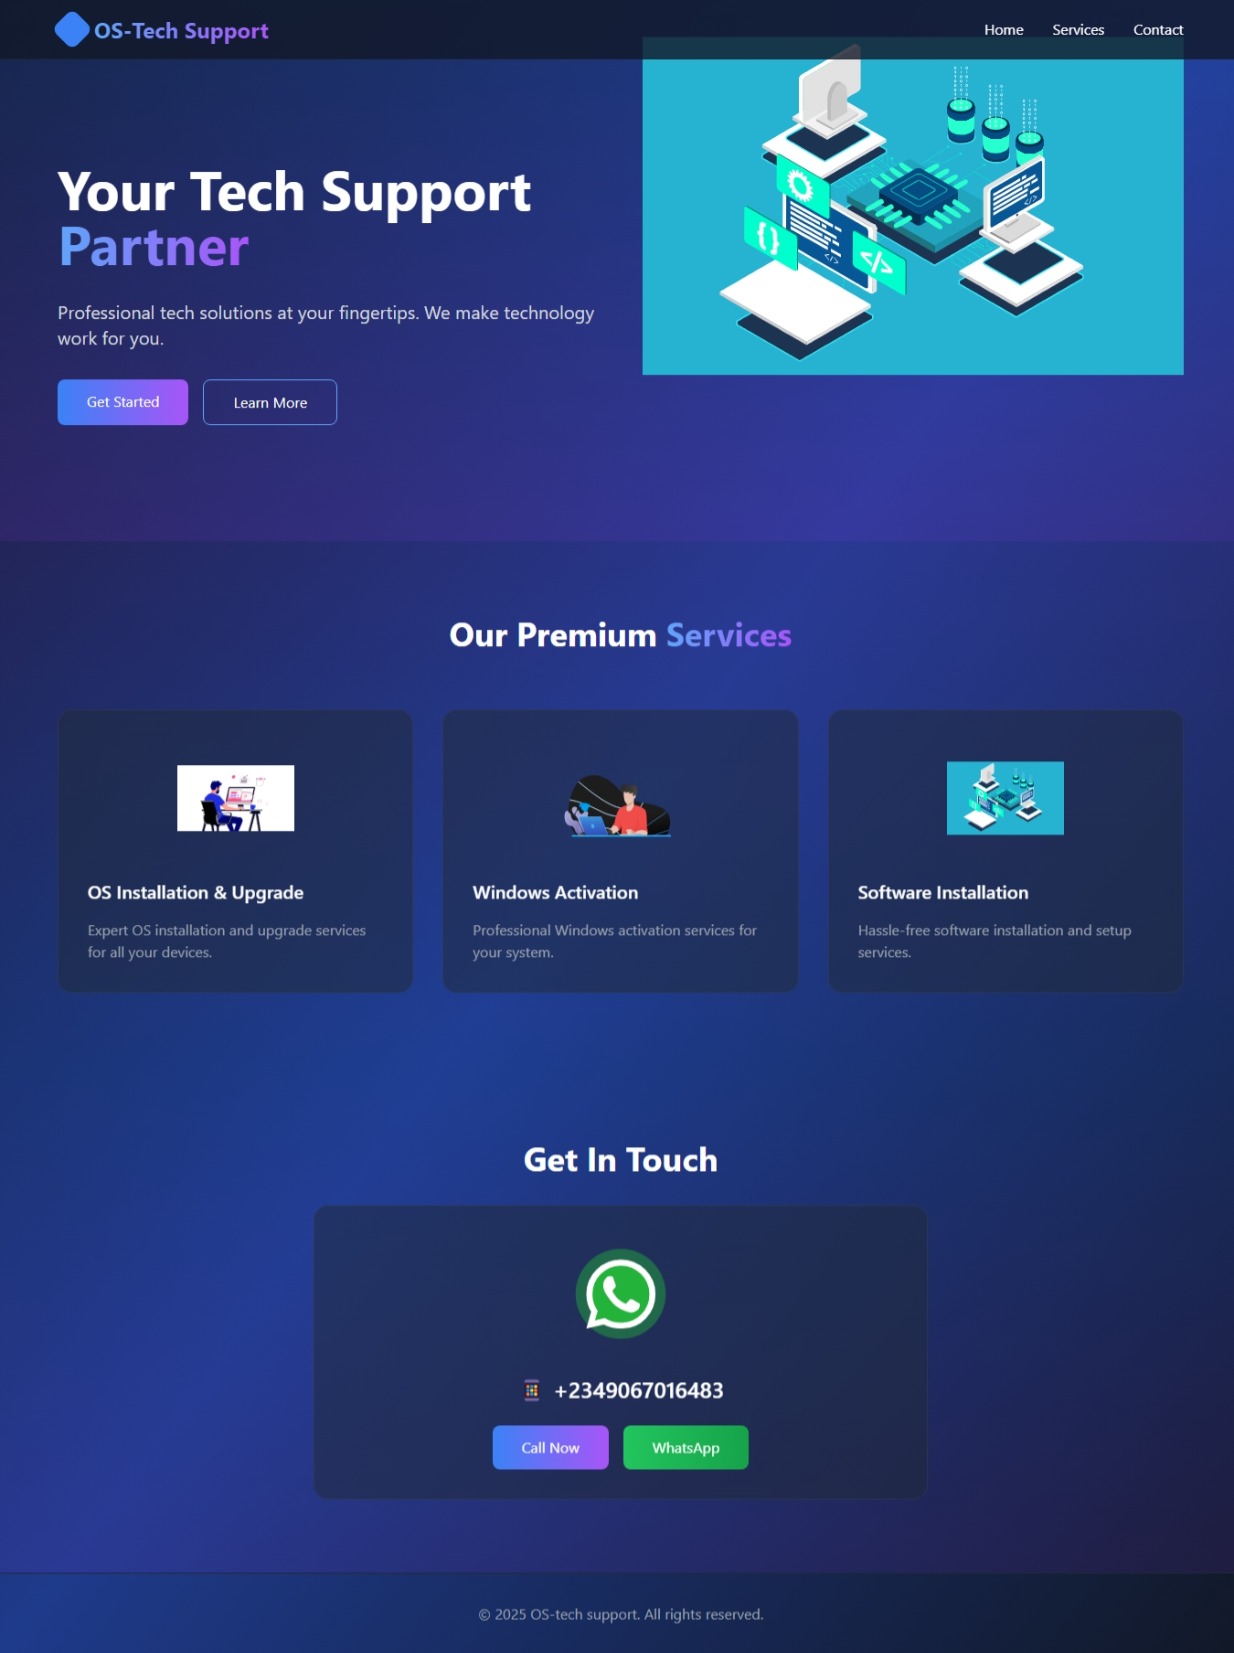 OS-Tech Support
Home Services Contact
Your Tech Support
Partner
Professional tech solutions at your fingertips. We make technology
work for you.
Get Started Learn More
Our Premium Services
OS Installation & Upgrade
Expert OS installation and upgrade services
for all your devices.
Windows Activation
Professional Windows activation services for
your system.
Software Installation
Hassle-free software installation and setup
services.
Get In Touch
+2349067016483
Call Now WhatsApp
© 2025 OS-tech support. All rights reserved.